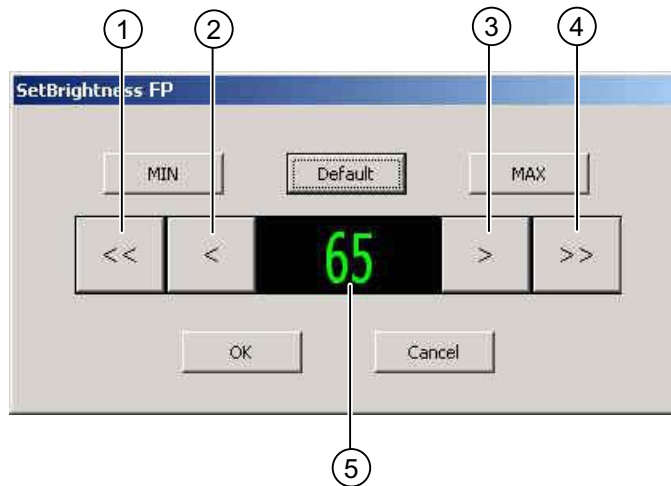 1 2 3 4
SetBrightness FP
MIN Default MAX
<< < 65 > >>
OK Cancel
5